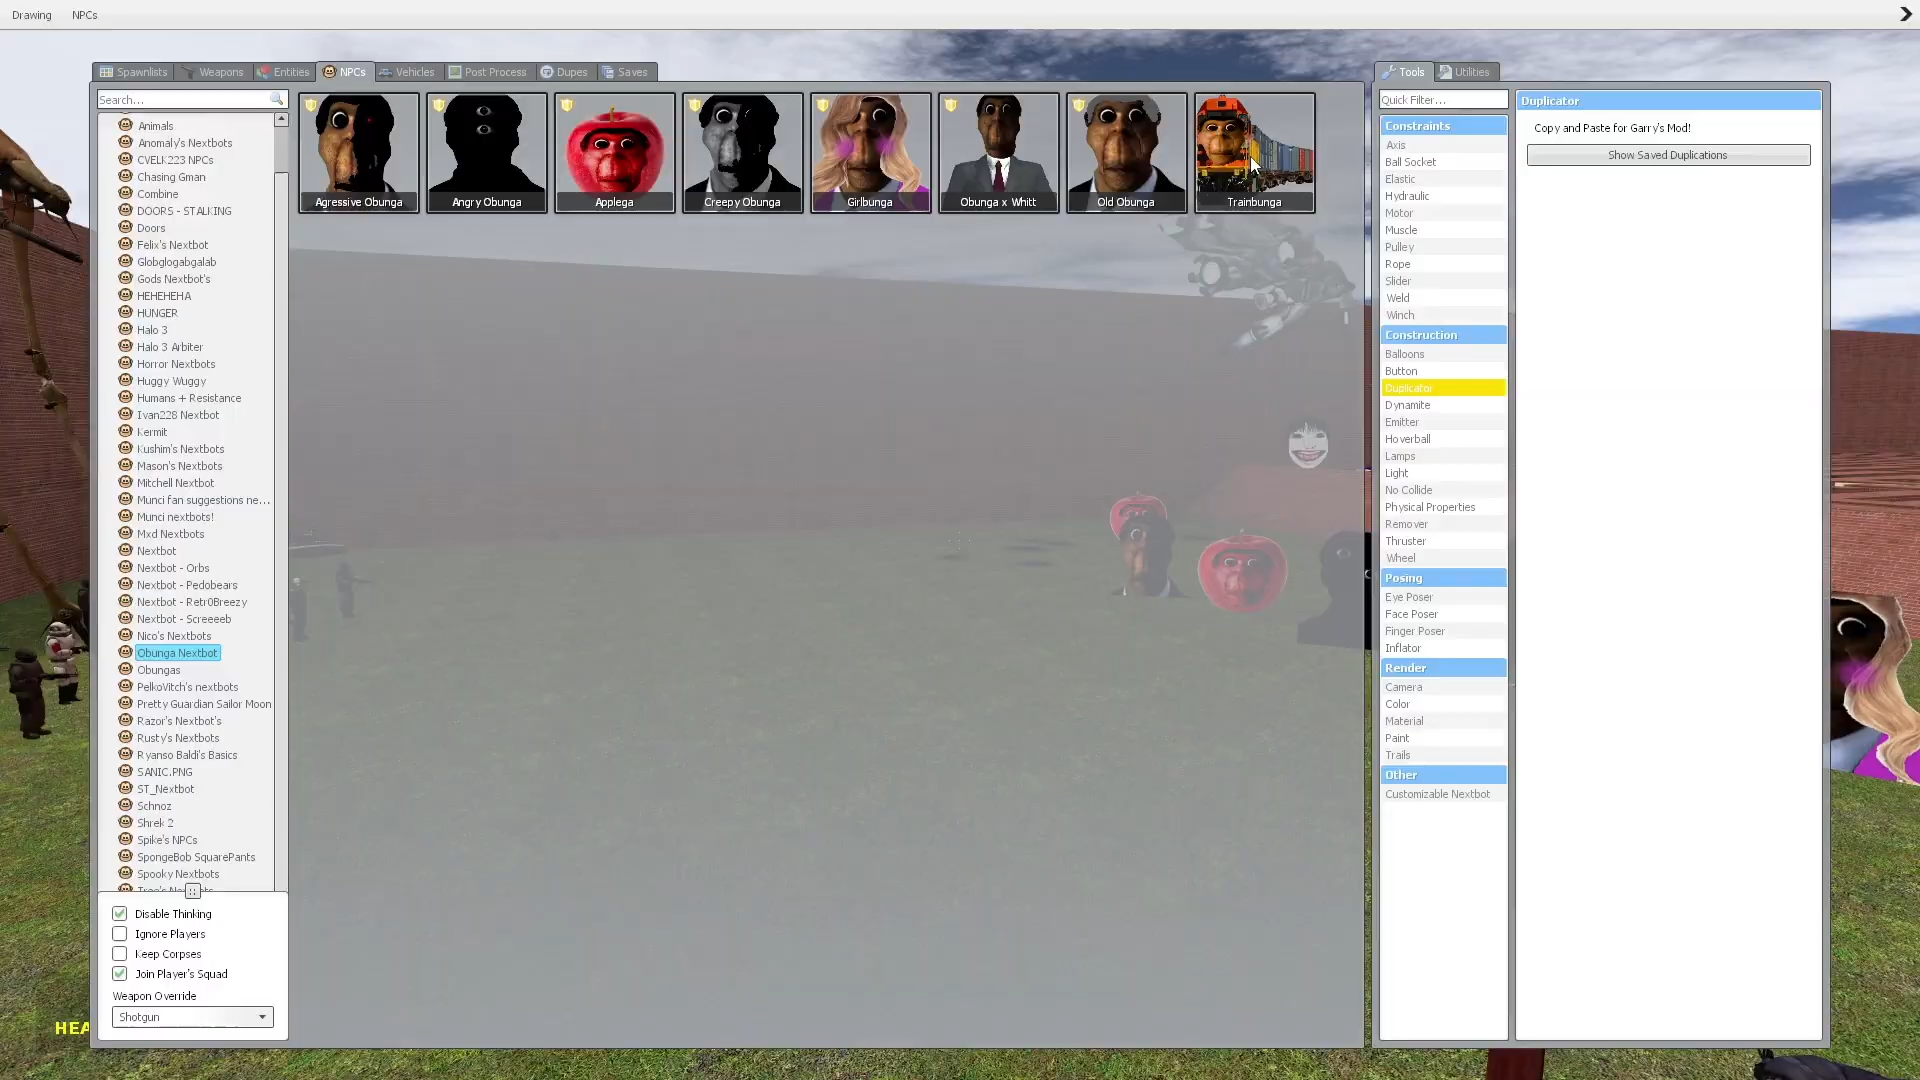 Drawing NPCs
Spawnlists Weapons Entities NPCs Vehicles Post Process Dupes Saves
Search...
Animals
Anomaly's Nextbots
CVELK223 NPCs
Chasing Gman
Combine
DOORS - STALKING
Doors
Felix's Nextbot
Globglogabgalab
Gods Nextbot's
HEHEHEHA
HUNGER
Halo 3
Halo 3 Arbiter
Horror Nextbots
Huggy Wuggy
Humans + Resistance
Ivan228 Nextbot
Kermit
Kushim's Nextbots
Mason's Nextbots
Mitchell Nextbot
Munci fan suggestions ne...
Munci nextbots!
Mxd Nextbots
Nextbot
Nextbot - Orbs
Nextbot - Pedobears
Nextbot - Retr0Breezy
Nextbot - Screeeeb
Nico's Nextbots
Obunga Nextbot
Obungas
PelkoVitch's nextbots
Pretty Guardian Sailor Moon
Razor's Nextbot's
Rusty's Nextbots
Ryanso Baldi's Basics
SANIC.PNG
ST_Nextbot
Schnoz
Shrek 2
Spike's NPCs
SpongeBob SquarePants
Spooky Nextbots
Disable Thinking
Ignore Players
Keep Corpses
Join Player's Squad
Weapon Override
Shotgun
HEA
Agressive Obunga
Angry Obunga
Applega
Creepy Obunga
Girlbunga
Obunga x Whitt
Old Obunga
Trainbunga
Tools Utilities
Quick Filter...
Constraints
Axis
Ball Socket
Elastic
Hydraulic
Motor
Muscle
Pulley
Rope
Slider
Weld
Winch
Construction
Balloons
Button
Duplicator
Dynamite
Emitter
Hoverball
Lamps
Light
No Collide
Physical Properties
Remover
Thruster
Wheel
Posing
Eye Poser
Face Poser
Finger Poser
Inflator
Render
Camera
Color
Material
Paint
Trails
Other
Customizable Nextbot
Duplicator
Copy and Paste for Garry's Mod!
Show Saved Duplications